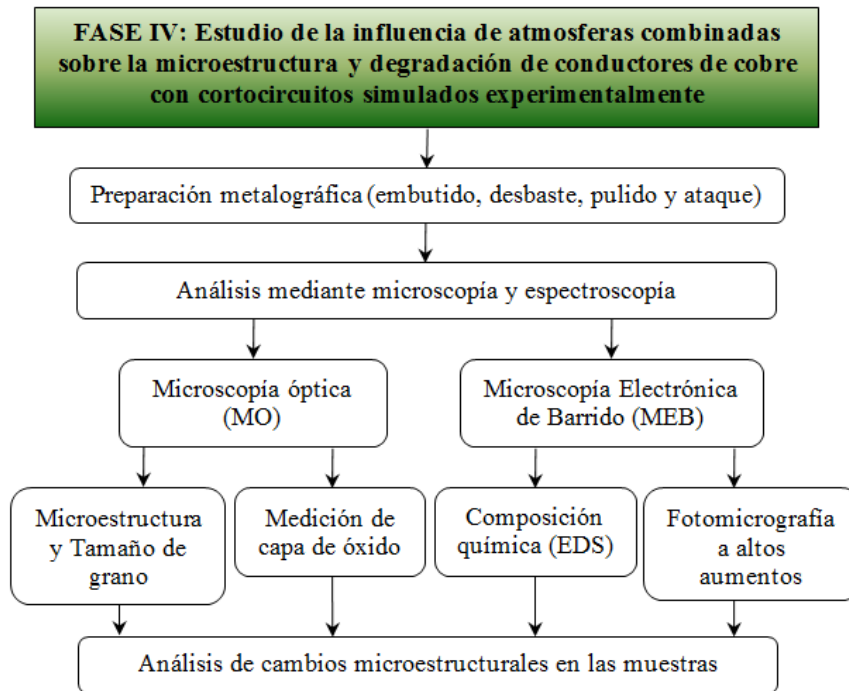 FASE IV: Estudio de la influencia de atmosferas combinadas
sobre la microestructura y degradación de conductores de cobre
con cortocircuitos simulados experimentalmente
Preparación metalográfica (embutido, desbaste, pulido y ataque)
Análisis mediante microscopía y espectroscopía
Microscopía óptica
(MO)
Microscopía Electrónica
de Barrido (MEB)
Microestructura
y Tamaño de
grano
Medición de
capa de óxido
Composición
química (EDS)
Fotomicrografía
a altos
aumentos
Análisis de cambios microestructurales en las muestras